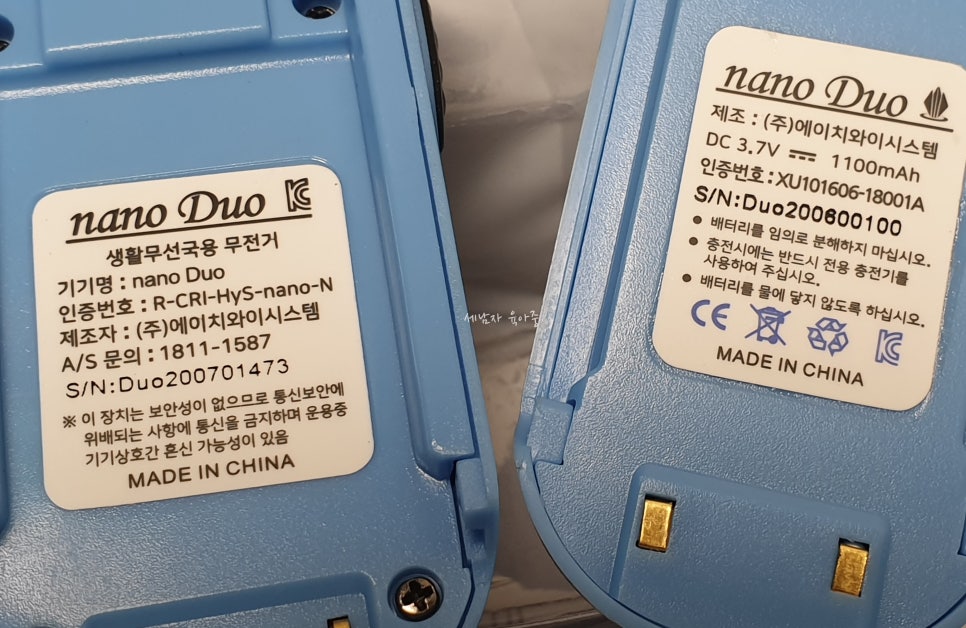 nano Duo
생활무선국용 무전거
기기명 : nano Duo
인증번호 : R-CRI-HyS-nano-N
제조자 : (주)에이치와이시스템
A/S 문의 : 1811-1587
S/N:Duo200701473
※ 이 장치는 보안성이 없으므로 통신보안에
위배되는 사항에 통신을 금지하며 운용중
기기상호간 혼신 가능성이 있음
MADE IN CHINA
세남자 육아줌
nano Duo
제조 : (주)에이치와이시스템
DC 3.7V 1100mAh
인증번호 : XU101606-18001A
S/N:Duo200600100
● 배터리를 임의로 분해하지 마십시오.
● 충전시에는 반드시 전용 충전기를
사용하여 주십시오.
● 배터리를 물에 닿지 않도록 하십시오.
CE
MADE IN CHINA